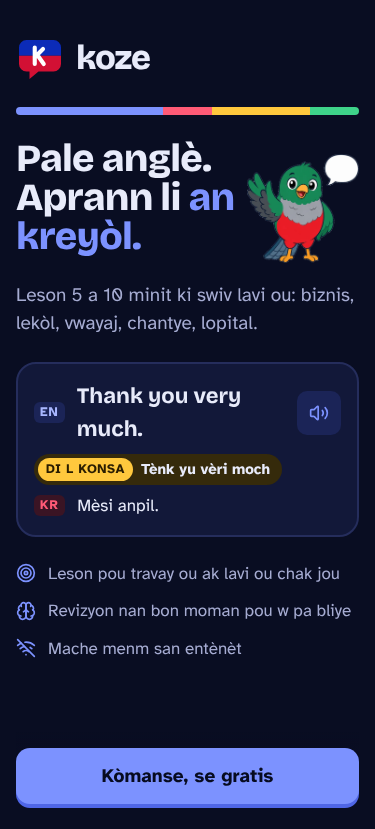 K koze
Pale anglè.
Aprann li an
kreyòl.
Leson 5 a 10 minit ki swiv lavi ou: biznis,
lekòl, vwayaj, chantye, lopital.
EN Thank you very
much.
DI L KONSA Tènk yu vèri moch
KR Mèsi anpil.
Leson pou travay ou ak lavi ou chak jou
Revizyon nan bon moman pou w pa bliye
Mache menm san entènèt
Kòmanse, se gratis